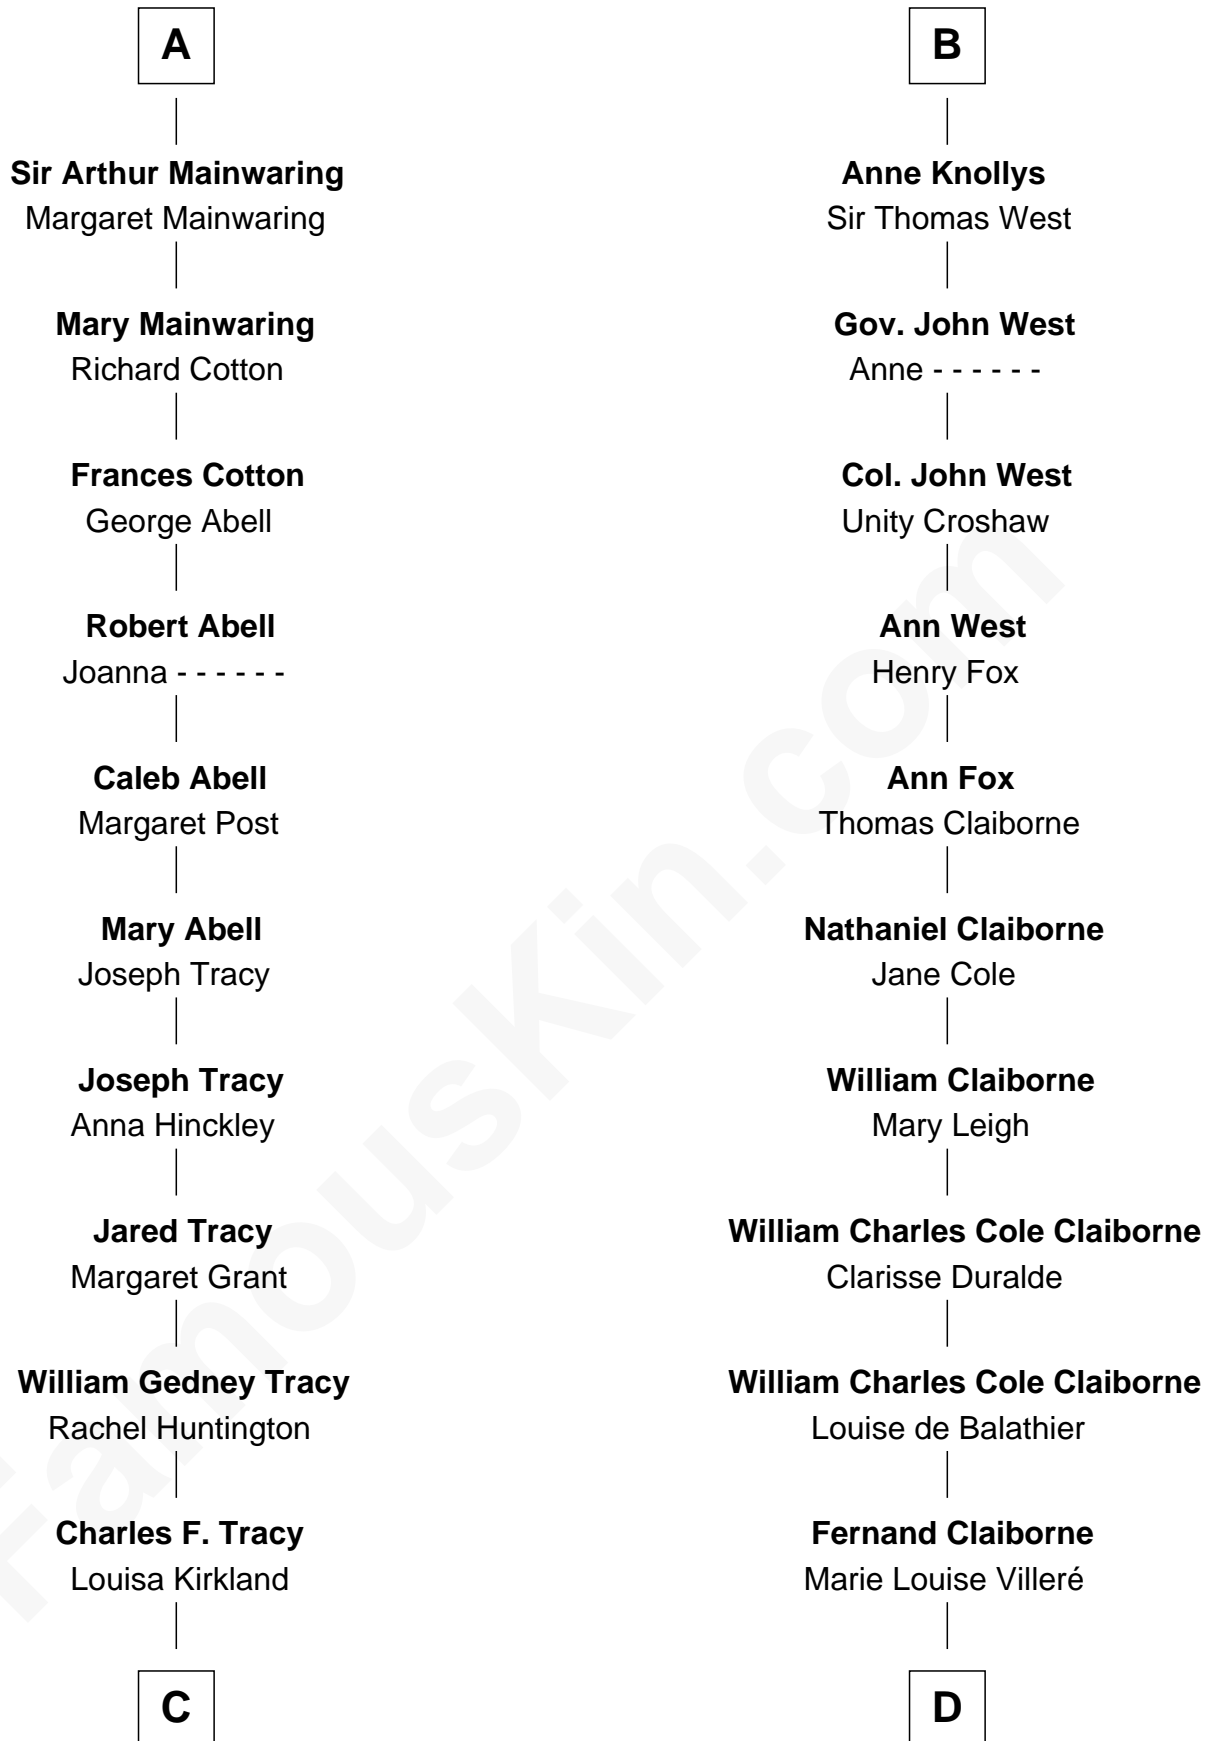 A
Sir Arthur Mainwaring
Margaret Mainwaring
Mary Mainwaring
Richard Cotton
Frances Cotton
George Abell
Robert Abell
Joanna - - - - - -
Caleb Abell
Margaret Post
Mary Abell
Joseph Tracy
Joseph Tracy
Anna Hinckley
Jared Tracy
Margaret Grant
William Gedney Tracy
Rachel Huntington
Charles F. Tracy
Louisa Kirkland
C
B
Anne Knollys
Sir Thomas West
Gov. John West
Anne - - - - - -
Col. John West
Unity Croshaw
Ann West
Henry Fox
Ann Fox
Thomas Claiborne
Nathaniel Claiborne
Jane Cole
William Claiborne
Mary Leigh
William Charles Cole Claiborne
Clarisse Duralde
William Charles Cole Claiborne
Louise de Balathier
Fernand Claiborne
Marie Louise Villeré
D
FamousKin.com